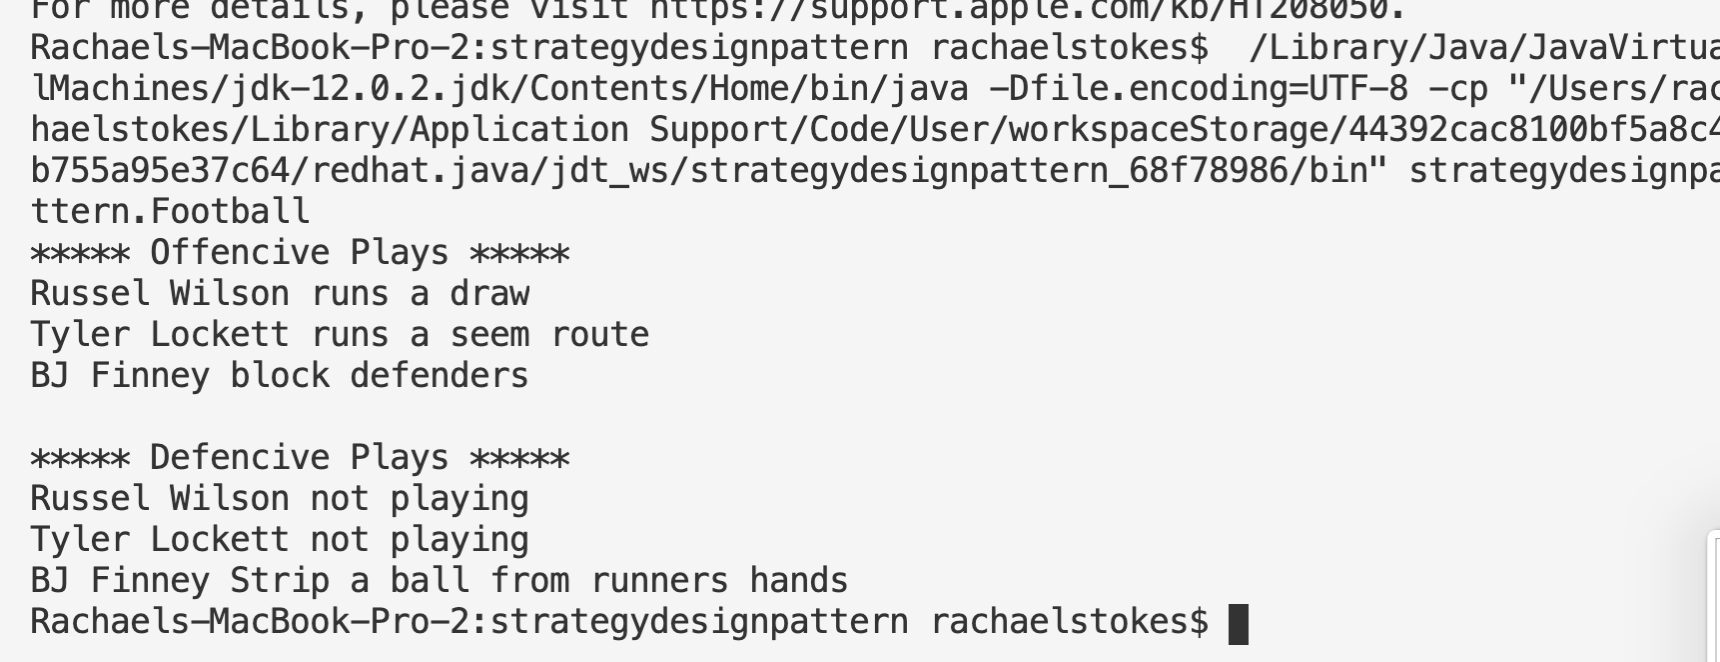 For more details, please visit https://support.apple.com/kb/HT208050.
Rachaels-MacBook-Pro-2:strategydesignpattern rachaelstokes$  /Library/Java/JavaVirtua
lMachines/jdk-12.0.2.jdk/Contents/Home/bin/java -Dfile.encoding=UTF-8 -cp "/Users/rac
haelstokes/Library/Application Support/Code/User/workspaceStorage/44392cac8100bf5a8c4
b755a95e37c64/redhat.java/jdt_ws/strategydesignpattern_68f78986/bin" strategydesignpa
ttern.Football
***** Offencive Plays *****
Russel Wilson runs a draw
Tyler Lockett runs a seem route
BJ Finney block defenders

***** Defencive Plays *****
Russel Wilson not playing
Tyler Lockett not playing
BJ Finney Strip a ball from runners hands
Rachaels-MacBook-Pro-2:strategydesignpattern rachaelstokes$